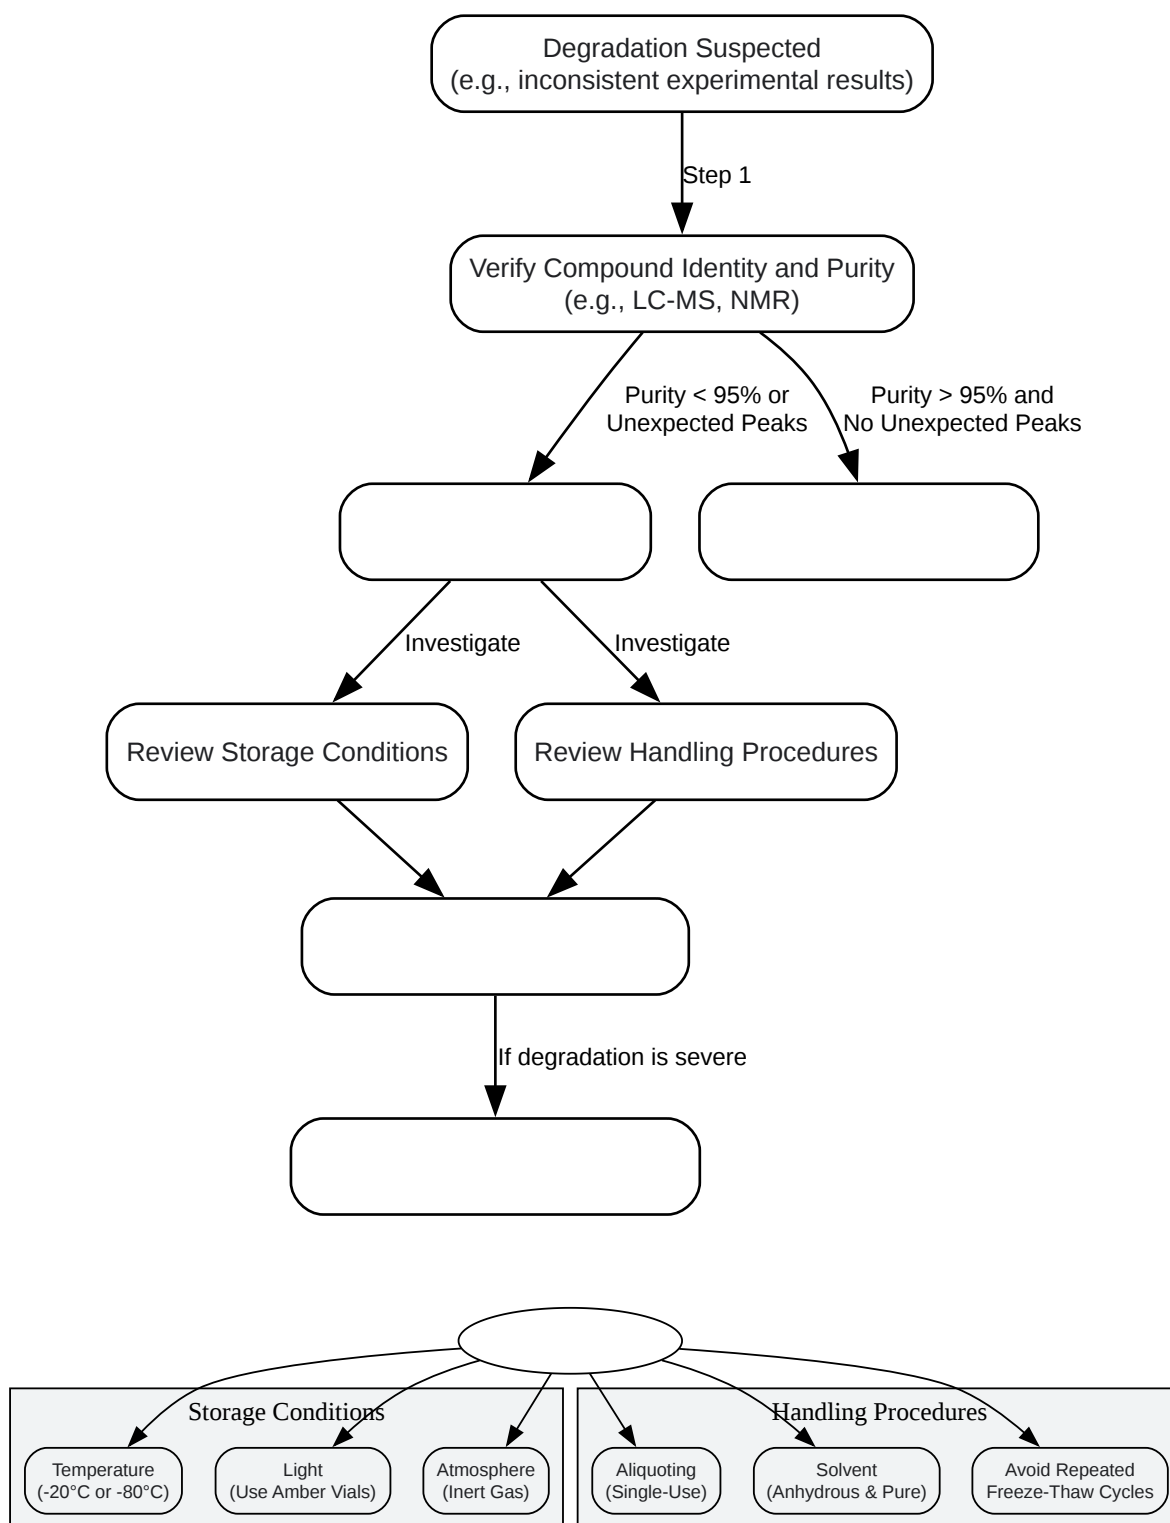 Degradation Suspected
(e.g., inconsistent experimental results)
Step 1
Verify Compound Identity and Purity
(e.g., LC-MS, NMR)
Purity < 95% or
Unexpected Peaks
Purity > 95% and
No Unexpected Peaks
Investigate
Investigate
Review Storage Conditions
Review Handling Procedures
If degradation is severe
Storage Conditions
Temperature
(-20°C or -80°C)
Light
(Use Amber Vials)
Atmosphere
(Inert Gas)
Handling Procedures
Aliquoting
(Single-Use)
Solvent
(Anhydrous & Pure)
Avoid Repeated
Freeze-Thaw Cycles